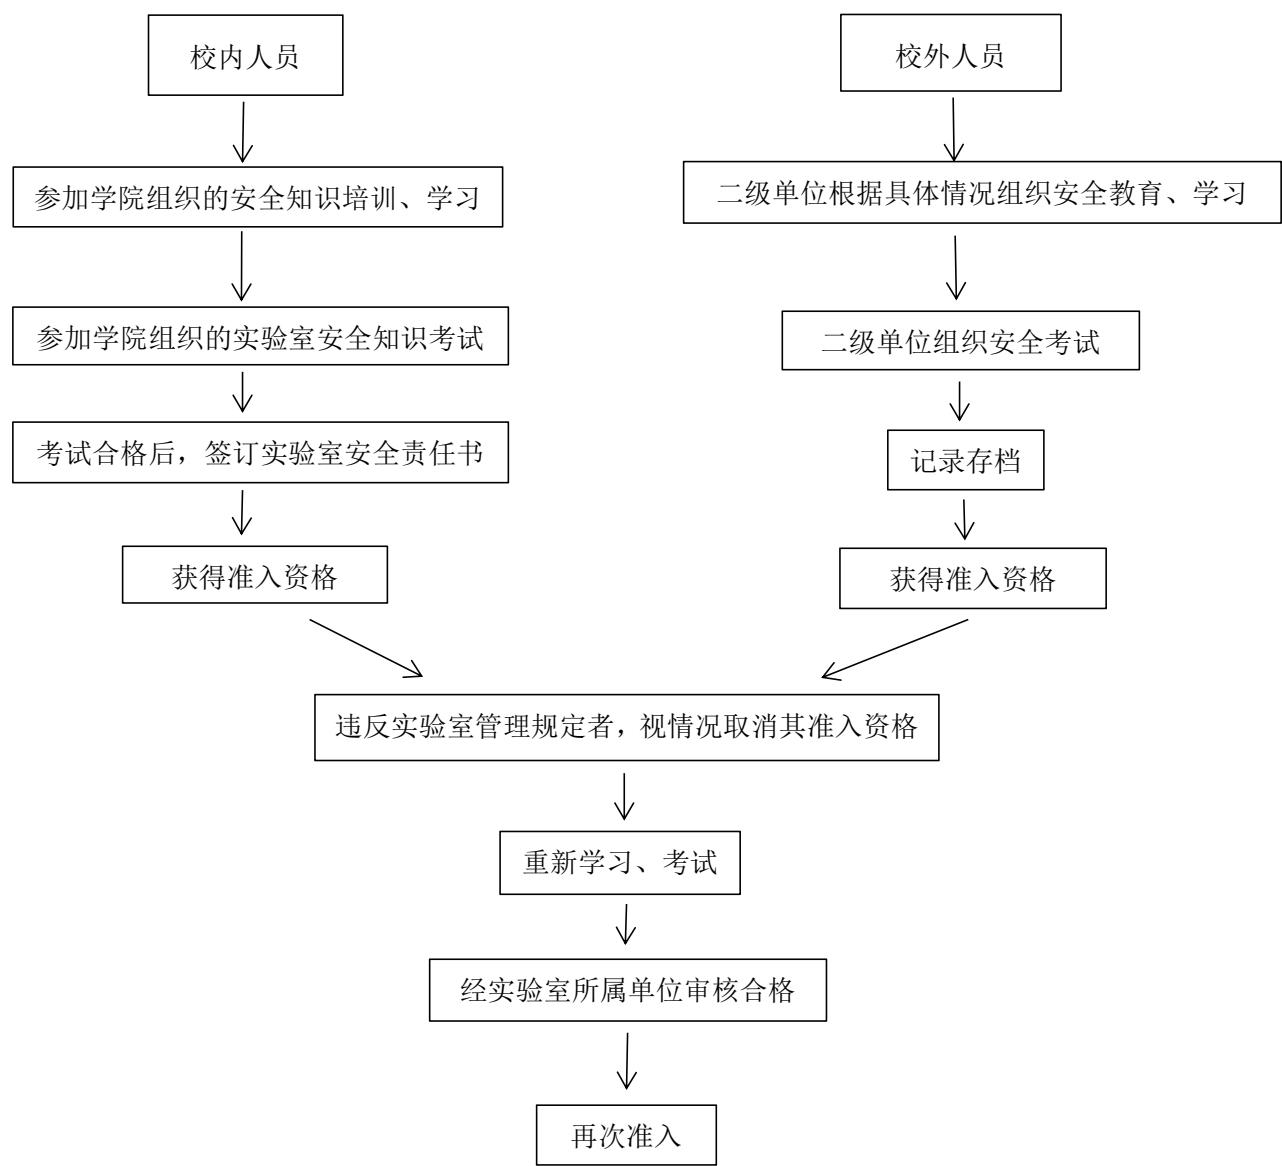 校内人员
参加学院组织的安全知识培训、学习
参加学院组织的实验室安全知识考试
考试合格后，签订实验室安全责任书
获得准入资格
校外人员
二级单位根据具体情况组织安全教育、学习
二级单位组织安全考试
记录存档
获得准入资格
违反实验室管理规定者，视情况取消其准入资格
重新学习、考试
经实验室所属单位审核合格
再次准入